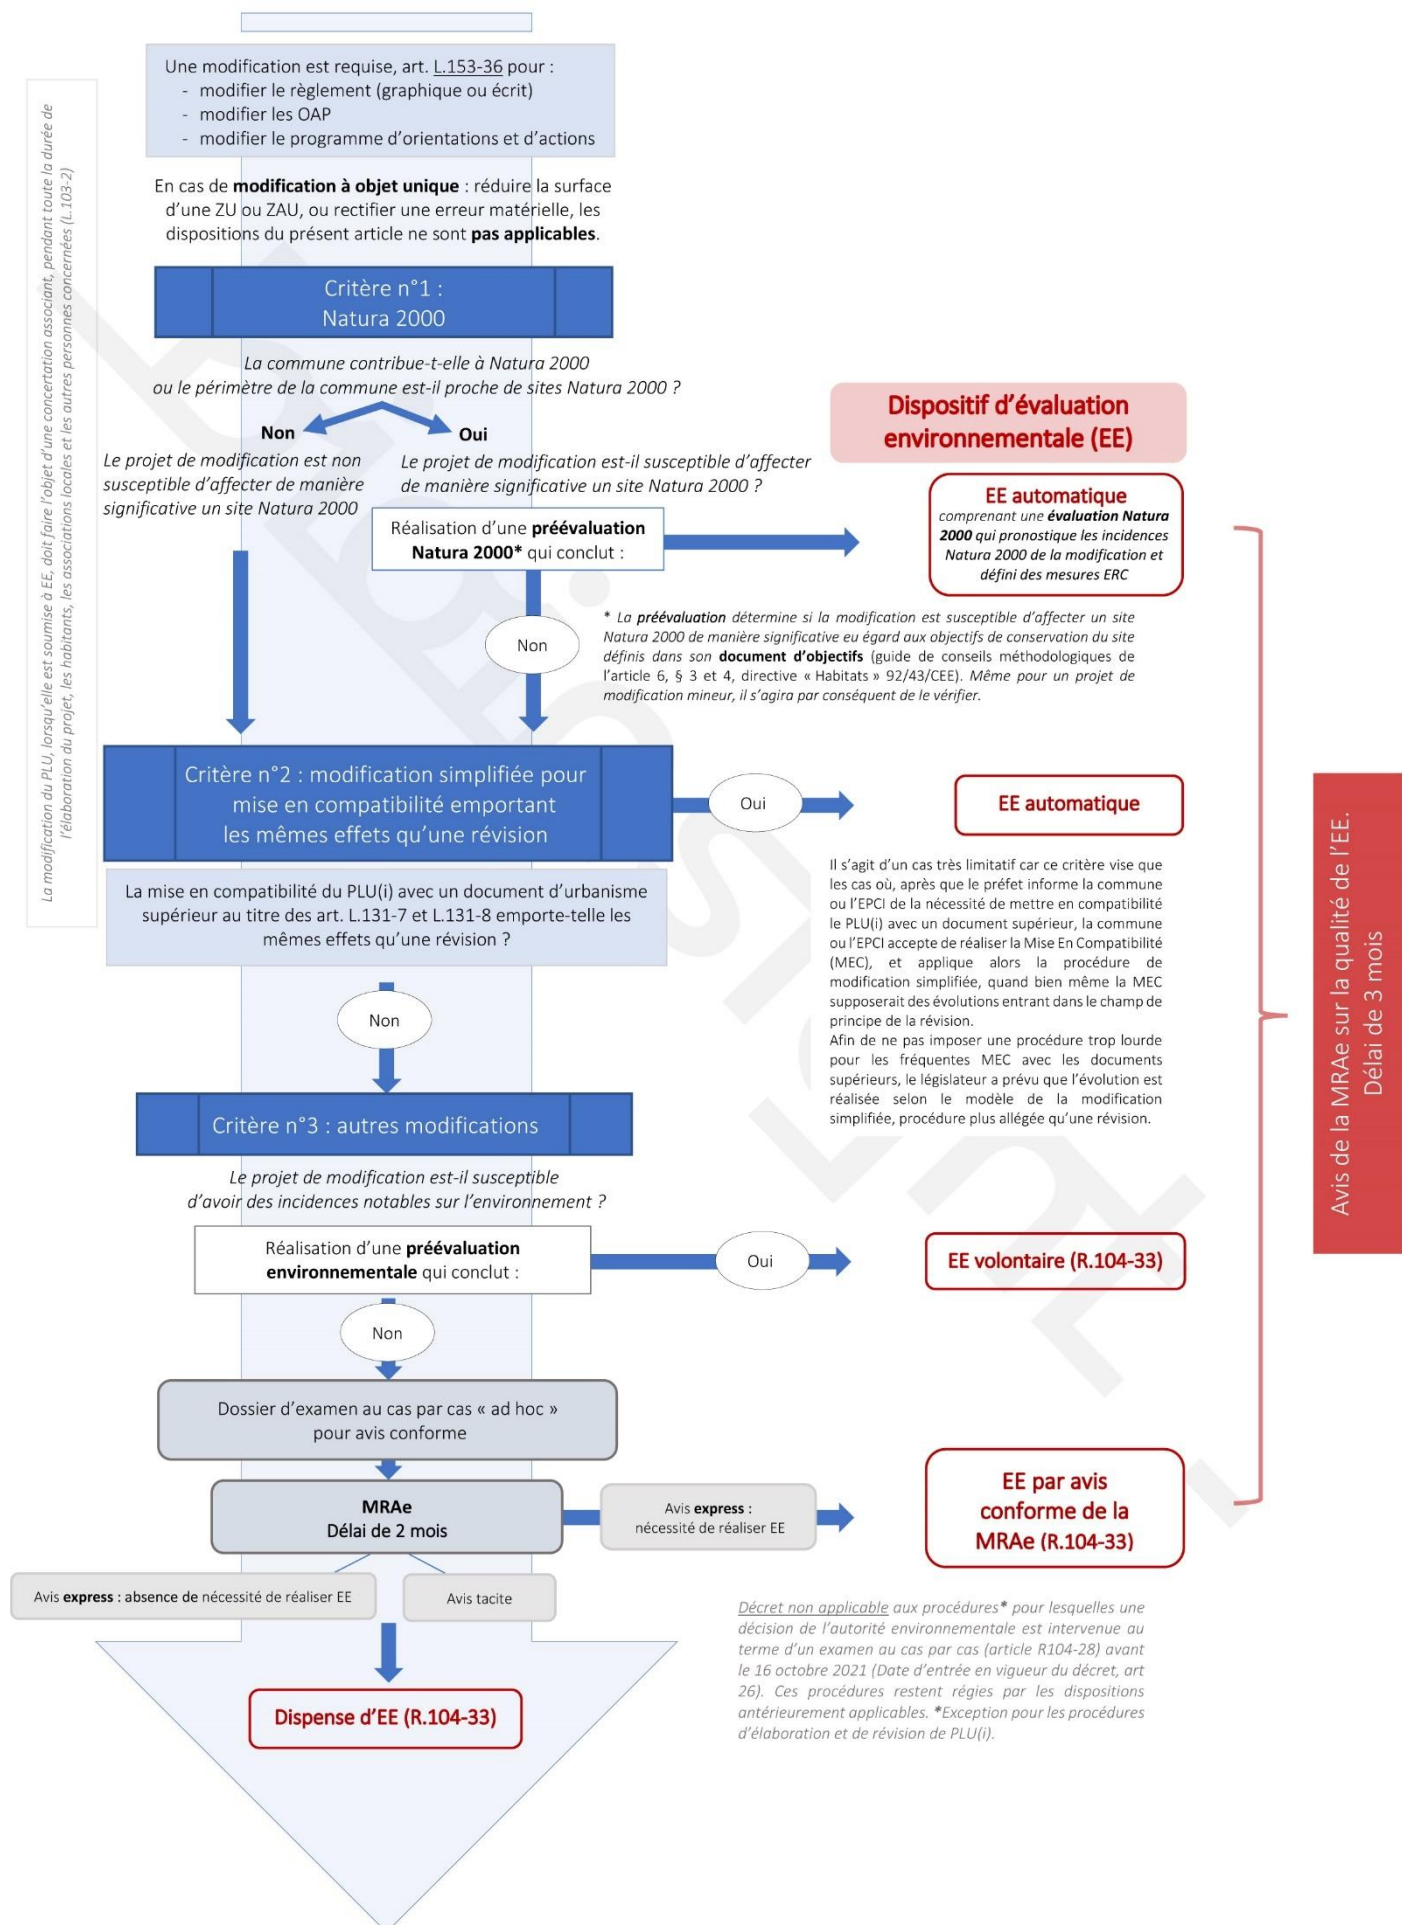 La modification du PLU, lorsqu'elle est soumise à EE, doit faire l'objet d'une concertation associant, pendant toute la durée de
l'élaboration du projet, les habitants, les associations locales et les autres personnes concernées (L.103-2)
Une modification est requise, art. L.153-36 pour :
- modifier le règlement (graphique ou écrit)
- modifier les OAP
- modifier le programme d'orientations et d'actions
En cas de modification à objet unique : réduire la surface
d'une ZU ou ZAU, ou rectifier une erreur matérielle, les
dispositions du présent article ne sont pas applicables.
Critère n°1 :
Natura 2000
La commune contribue-t-elle à Natura 2000
ou le périmètre de la commune est-il proche de sites Natura 2000 ?
Non
Le projet de modification est non
susceptible d'affecter de manière
significative un site Natura 2000
Oui
Le projet de modification est-il susceptible d'affecter
de manière significative un site Natura 2000 ?
Réalisation d'une préévaluation
Natura 2000* qui conclut :
Dispositif d'évaluation
environnementale (EE)
EE automatique
comprenant une évaluation Natura
2000 qui pronostique les incidences
Natura 2000 de la modification et
défini des mesures ERC
Non
* La préévaluation détermine si la modification est susceptible d'affecter un site
Natura 2000 de manière significative eu égard aux objectifs de conservation du site
définis dans son document d'objectifs (guide de conseils méthodologiques de
l'article 6, § 3 et 4, directive « Habitats » 92/43/CEE). Même pour un projet de
modification mineur, il s'agira par conséquent de le vérifier.
Critère n°2 : modification simplifiée pour
mise en compatibilité emportant
les mêmes effets qu'une révision
Oui
EE automatique
La mise en compatibilité du PLU(i) avec un document d'urbanisme
supérieur au titre des art. L.131-7 et L.131-8 emporte-telle les
mêmes effets qu'une révision ?
Il s'agit d'un cas très limitatif car ce critère vise que
les cas où, après que le préfet informe la commune
ou l'EPCI de la nécessité de mettre en compatibilité
le PLU(i) avec un document supérieur, la commune
ou l'EPCI accepte de réaliser la Mise En Compatibilité
(MEC), et applique alors la procédure de
modification simplifiée, quand bien même la MEC
supposerait des évolutions entrant dans le champ de
principe de la révision.
Afin de ne pas imposer une procédure trop lourde
pour les fréquentes MEC avec les documents
supérieurs, le législateur a prévu que l'évolution est
réalisée selon le modèle de la modification
simplifiée, procédure plus allégée qu'une révision.
Non
Critère n°3 : autres modifications
Le projet de modification est-il susceptible
d'avoir des incidences notables sur l'environnement ?
Réalisation d'une préévaluation
environnementale qui conclut :
Oui
EE volontaire (R.104-33)
Non
Dossier d'examen au cas par cas « ad hoc »
pour avis conforme
MRAe
Délai de 2 mois
Avis express :
nécessité de réaliser EE
EE par avis
conforme de la
MRAe (R.104-33)
Avis express : absence de nécessité de réaliser EE
Avis tacite
Dispense d'EE (R.104-33)
Décret non applicable aux procédures* pour lesquelles une
décision de l'autorité environnementale est intervenue au
terme d'un examen au cas par cas (article R104-28) avant
le 16 octobre 2021 (Date d'entrée en vigueur du décret, art
26). Ces procédures restent régies par les dispositions
antérieurement applicables. *Exception pour les procédures
d'élaboration et de révision de PLU(i).
Avis de la MRAe sur la qualité de l'EE.
Délai de 3 mois